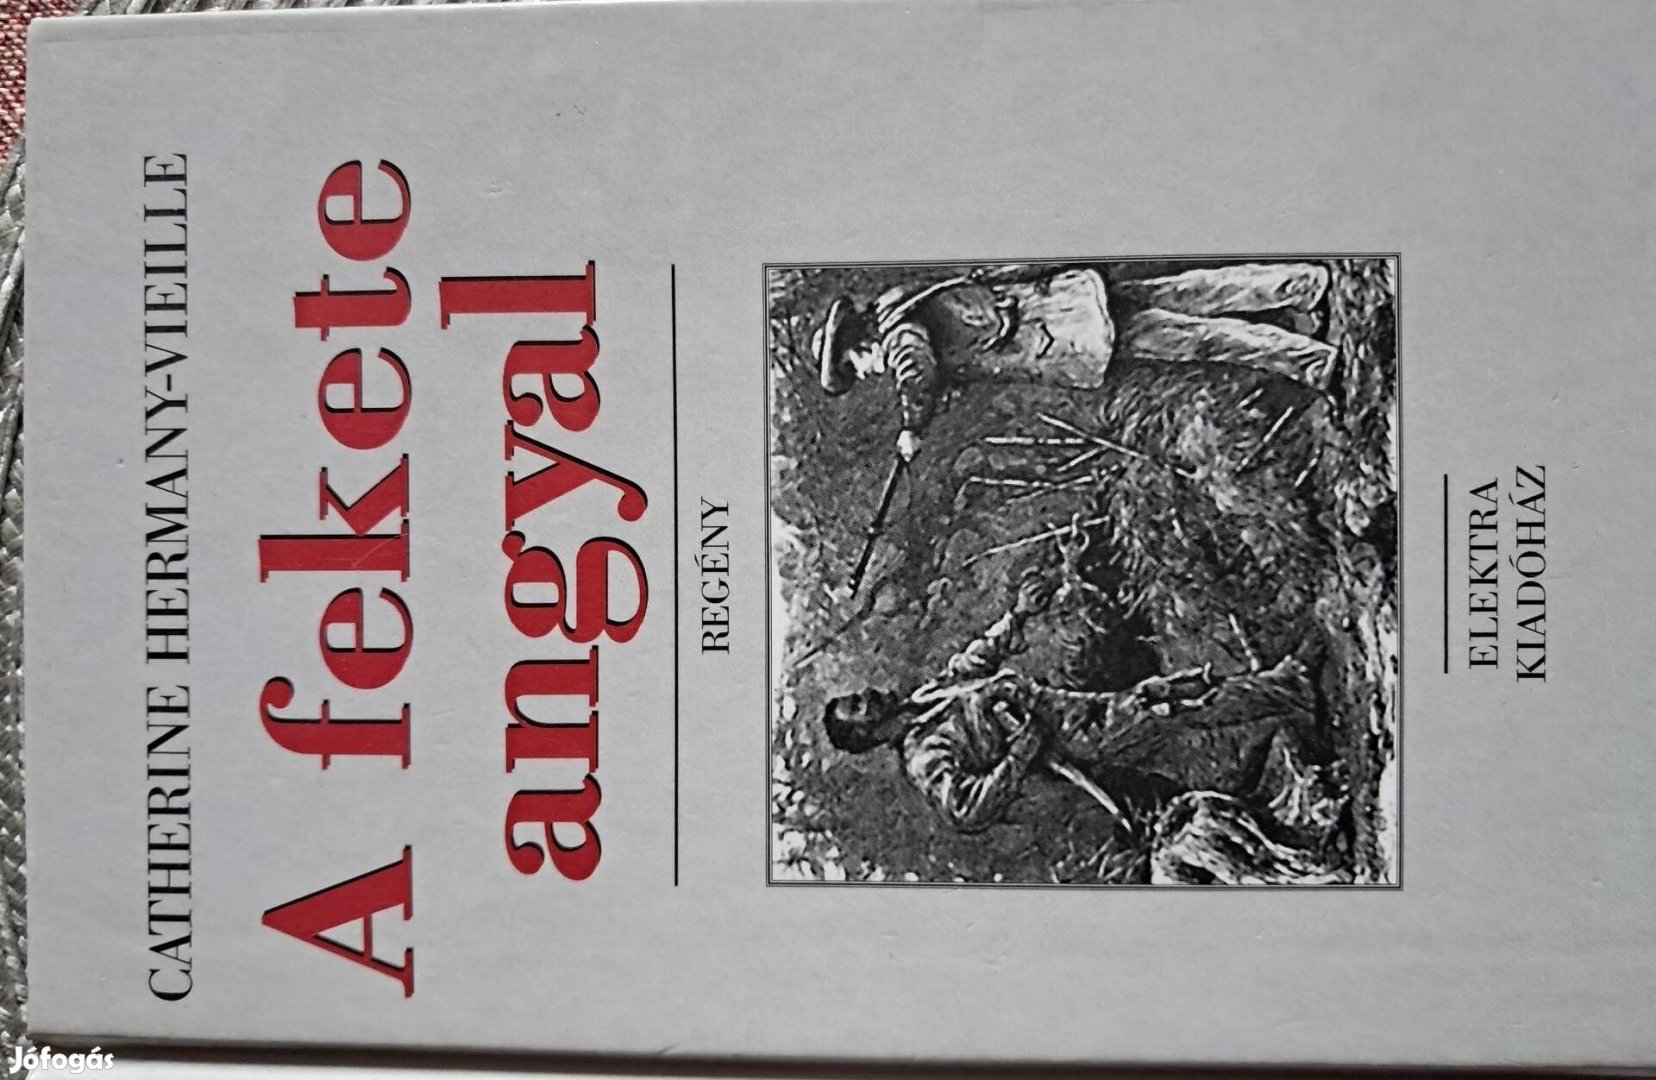 CATHERINE HERMANY-VIEILLE
A fekete
angyal
REGÉNY
ELEKTRA
KIADÓHÁZ
Jófogás